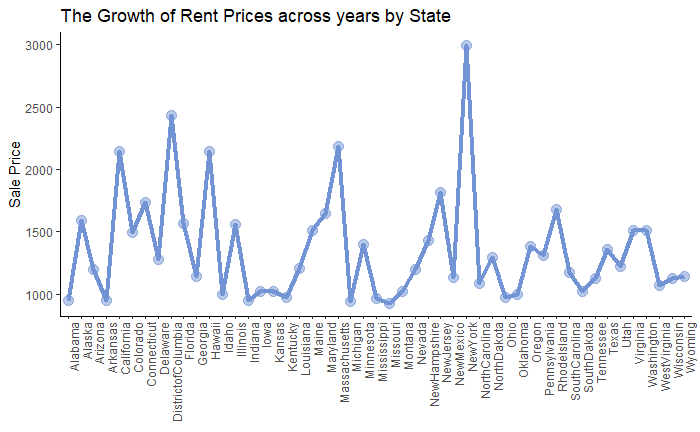 The Growth of Rent Prices across years by State
3000
2500
2000
1500
1000
Sale Price
Alabama
Alaska
Arizona
Arkansas
California
Colorado
Connecticut
Delaware
DistrictofColumbia
Florida
Georgia
Hawaii
Idaho
Illinois
Indiana
Iowa
Kansas
Kentucky
Louisiana
Maine
Maryland
Massachusetts
Michigan
Minnesota
Mississippi
Missouri
Montana
Nevada
NewHampshire
NewJersey
NewMexico
NewYork
NorthCarolina
NorthDakota
Ohio
Oklahoma
Oregon
Pennsylvania
RhodeIsland
SouthCarolina
SouthDakota
Tennessee
Texas
Utah
Virginia
Washington
WestVirginia
Wisconsin
Wyoming